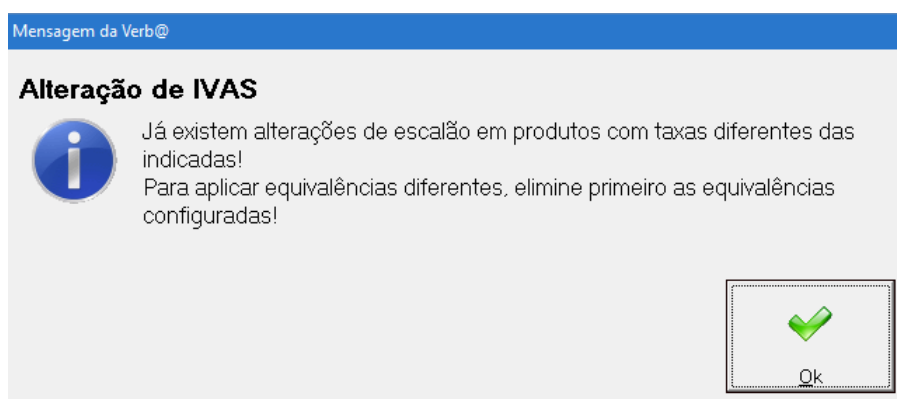 Mensagem da Verb@
Alteração de IVAS
Já existem alterações de escalão em produtos com taxas diferentes das
indicadas!
Para aplicar equivalências diferentes, elimine primeiro as equivalências
configuradas!
Ok